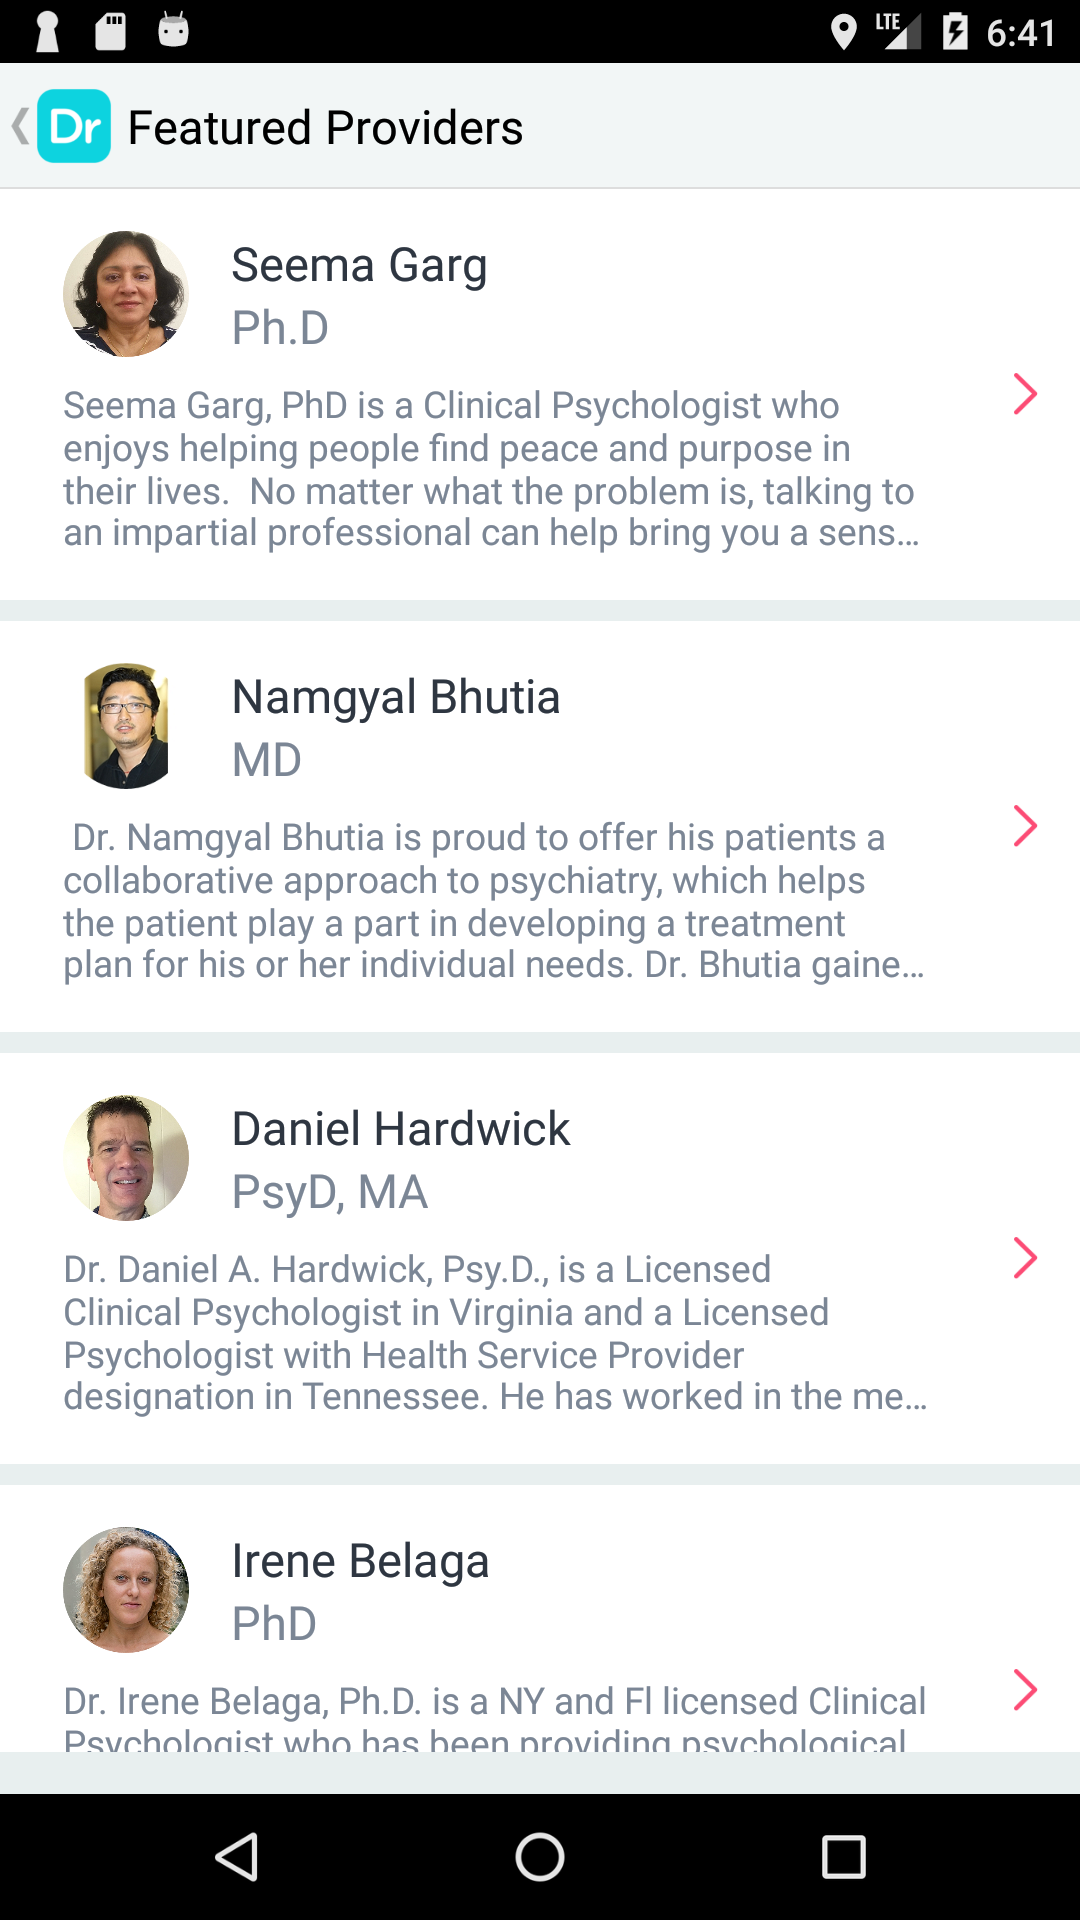 LTE 6:41
Dr Featured Providers
Seema Garg
Ph.D
Seema Garg, PhD is a Clinical Psychologist who
enjoys helping people find peace and purpose in
their lives.  No matter what the problem is, talking to
an impartial professional can help bring you a sens…
Namgyal Bhutia
MD
Dr. Namgyal Bhutia is proud to offer his patients a
collaborative approach to psychiatry, which helps
the patient play a part in developing a treatment
plan for his or her individual needs. Dr. Bhutia gaine…
Daniel Hardwick
PsyD, MA
Dr. Daniel A. Hardwick, Psy.D., is a Licensed
Clinical Psychologist in Virginia and a Licensed
Psychologist with Health Service Provider
designation in Tennessee. He has worked in the me…
Irene Belaga
PhD
Dr. Irene Belaga, Ph.D. is a NY and Fl licensed Clinical
Psychologist who has been providing psychological